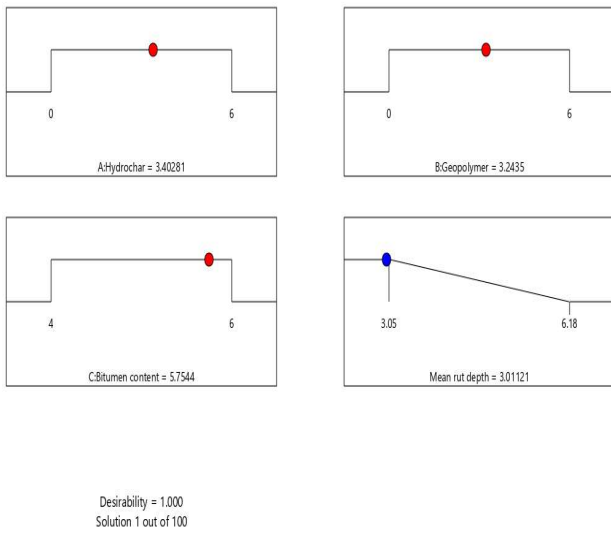 0 6
A:Hydrochar = 3.40281
0 6
B:Geopolymer = 3.2435
4 6
C:Bitumen content = 5.7544
3.05 6.18
Mean rut depth = 3.01121
Desirability = 1.000
Solution 1 out of 100